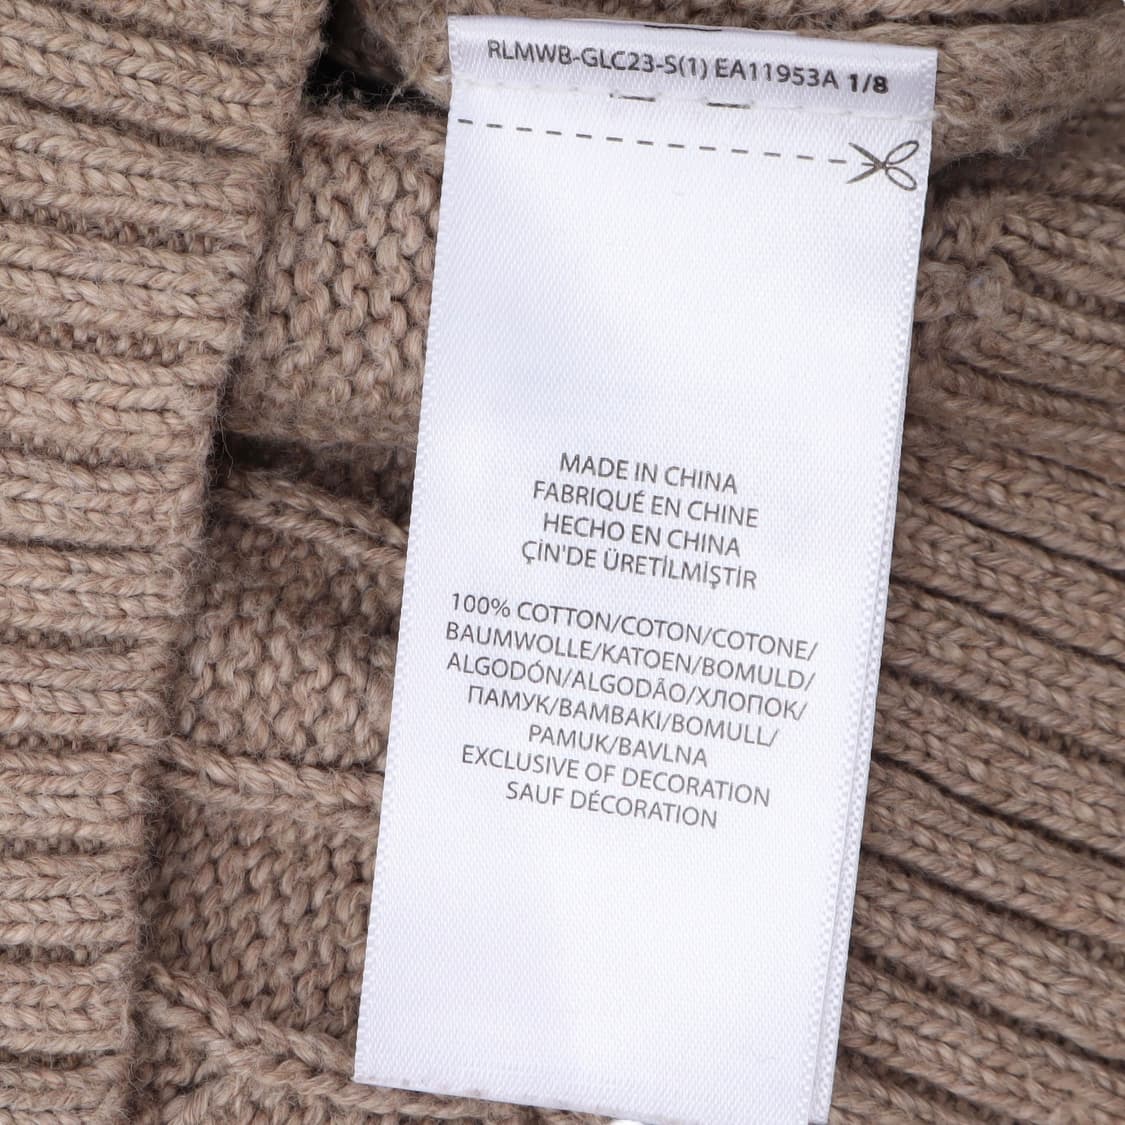 RLMWB-GLC23-S(1) EA11953A 1/8
MADE IN CHINA
FABRIQUÉ EN CHINE
HECHO EN CHINA
ÇİN'DE ÜRETİLMİŞTİR
100% COTTON/COTON/COTONE/
BAUMWOLLE/KATOEN/BOMULD/
ALGODÓN/ALGODÃO/ХЛОПОК/
ПАМУК/BAMBAKI/BOMULL/
PAMUK/BAVLNA
EXCLUSIVE OF DECORATION
SAUF DÉCORATION